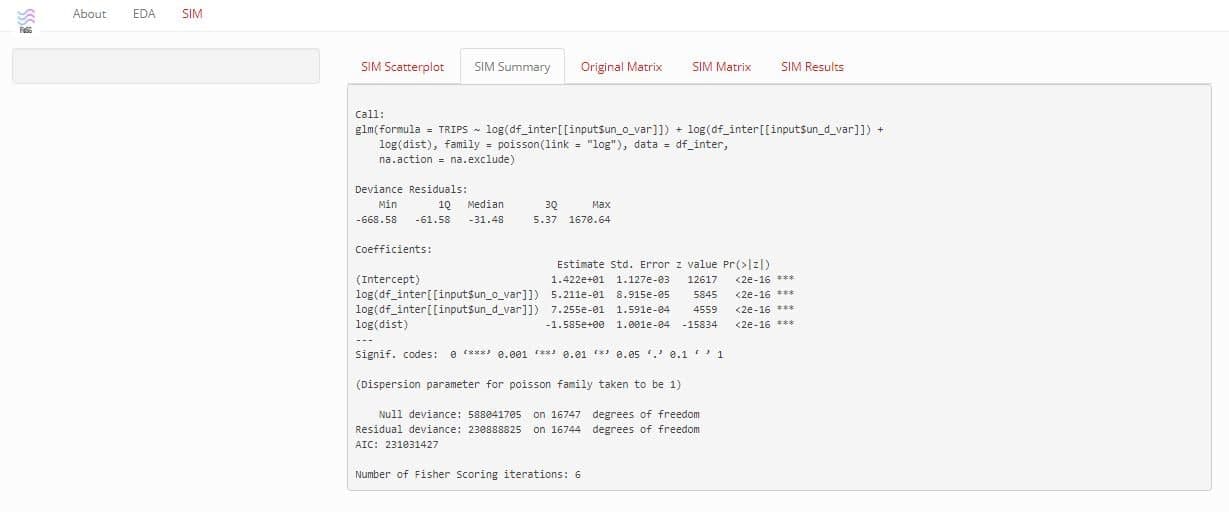 About EDA SIM
FloSG
SIM Scatterplot SIM Summary Original Matrix SIM Matrix SIM Results
Call:
glm(formula = TRIPS ~ log(df_inter[[input$un_o_var]]) + log(df_inter[[input$un_d_var]]) +
    log(dist), family = poisson(link = "log"), data = df_inter,
    na.action = na.exclude)
Deviance Residuals:
    Min       1Q   Median       3Q      Max
-668.58   -61.58   -31.48     5.37  1670.64
Coefficients:
                                  Estimate Std. Error z value Pr(>|z|)
(Intercept)                      1.422e+01  1.127e-03   12617   <2e-16 ***
log(df_inter[[input$un_o_var]])  5.211e-01  8.915e-05    5845   <2e-16 ***
log(df_inter[[input$un_d_var]])  7.255e-01  1.591e-04    4559   <2e-16 ***
log(dist)                       -1.585e+00  1.001e-04  -15834   <2e-16 ***
---
Signif. codes:  0 ‘***’ 0.001 ‘**’ 0.01 ‘*’ 0.05 ‘.’ 0.1 ‘ ’ 1
(Dispersion parameter for poisson family taken to be 1)
    Null deviance: 588041705  on 16747  degrees of freedom
Residual deviance: 230888825  on 16744  degrees of freedom
AIC: 231031427
Number of Fisher Scoring iterations: 6